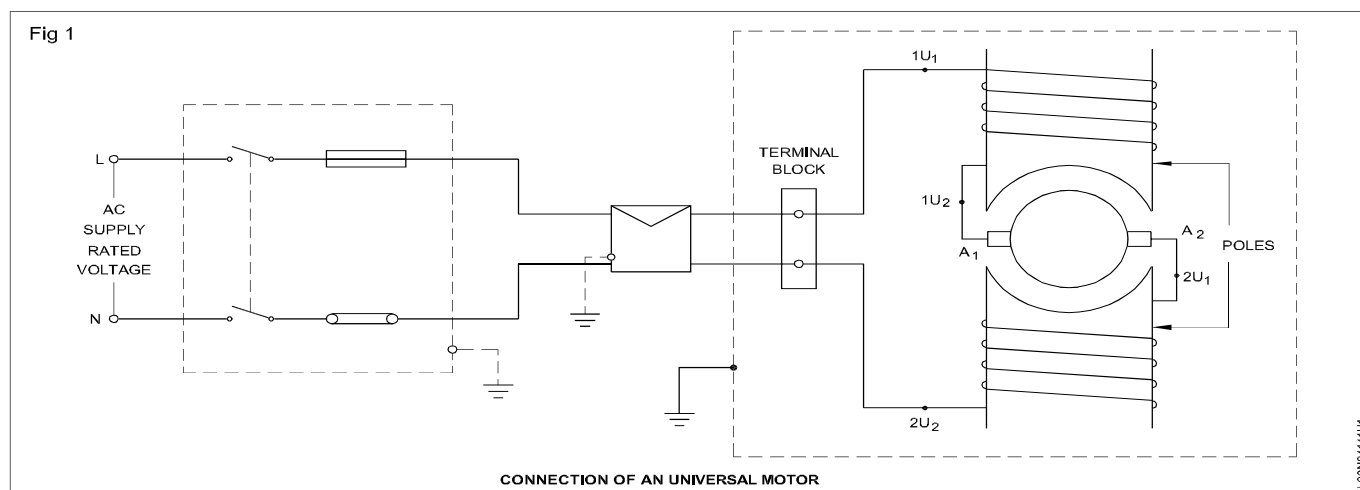 Fig 1
L
AC
SUPPLY
RATED
VOLTAGE
N
TERMINAL
BLOCK
1U1
1U2
A1
A2
2U1
POLES
2U2
CONNECTION OF AN UNIVERSAL MOTOR